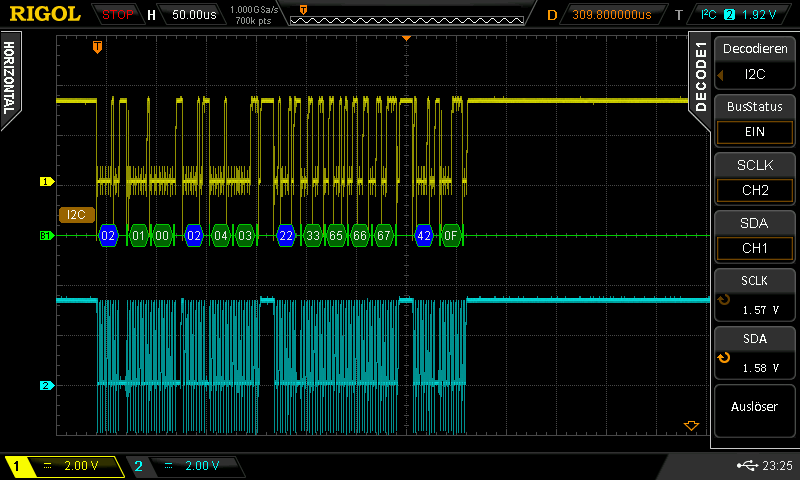 RIGOL STOP H 50.00us 1.000GSa/s 700k pts D 309.800000us T I²C 2 1.92 V
T
HORIZONTAL
DECODE1
Decodieren
I2C
BusStatus
EIN
SCLK
CH2
SDA
CH1
SCLK
1.57 V
SDA
1.58 V
Auslöser
T
1
I2C
B1 02 01 00 02 04 03 22 33 65 66 67 42 0F
2
1 2.00 V 2 2.00 V 23:25